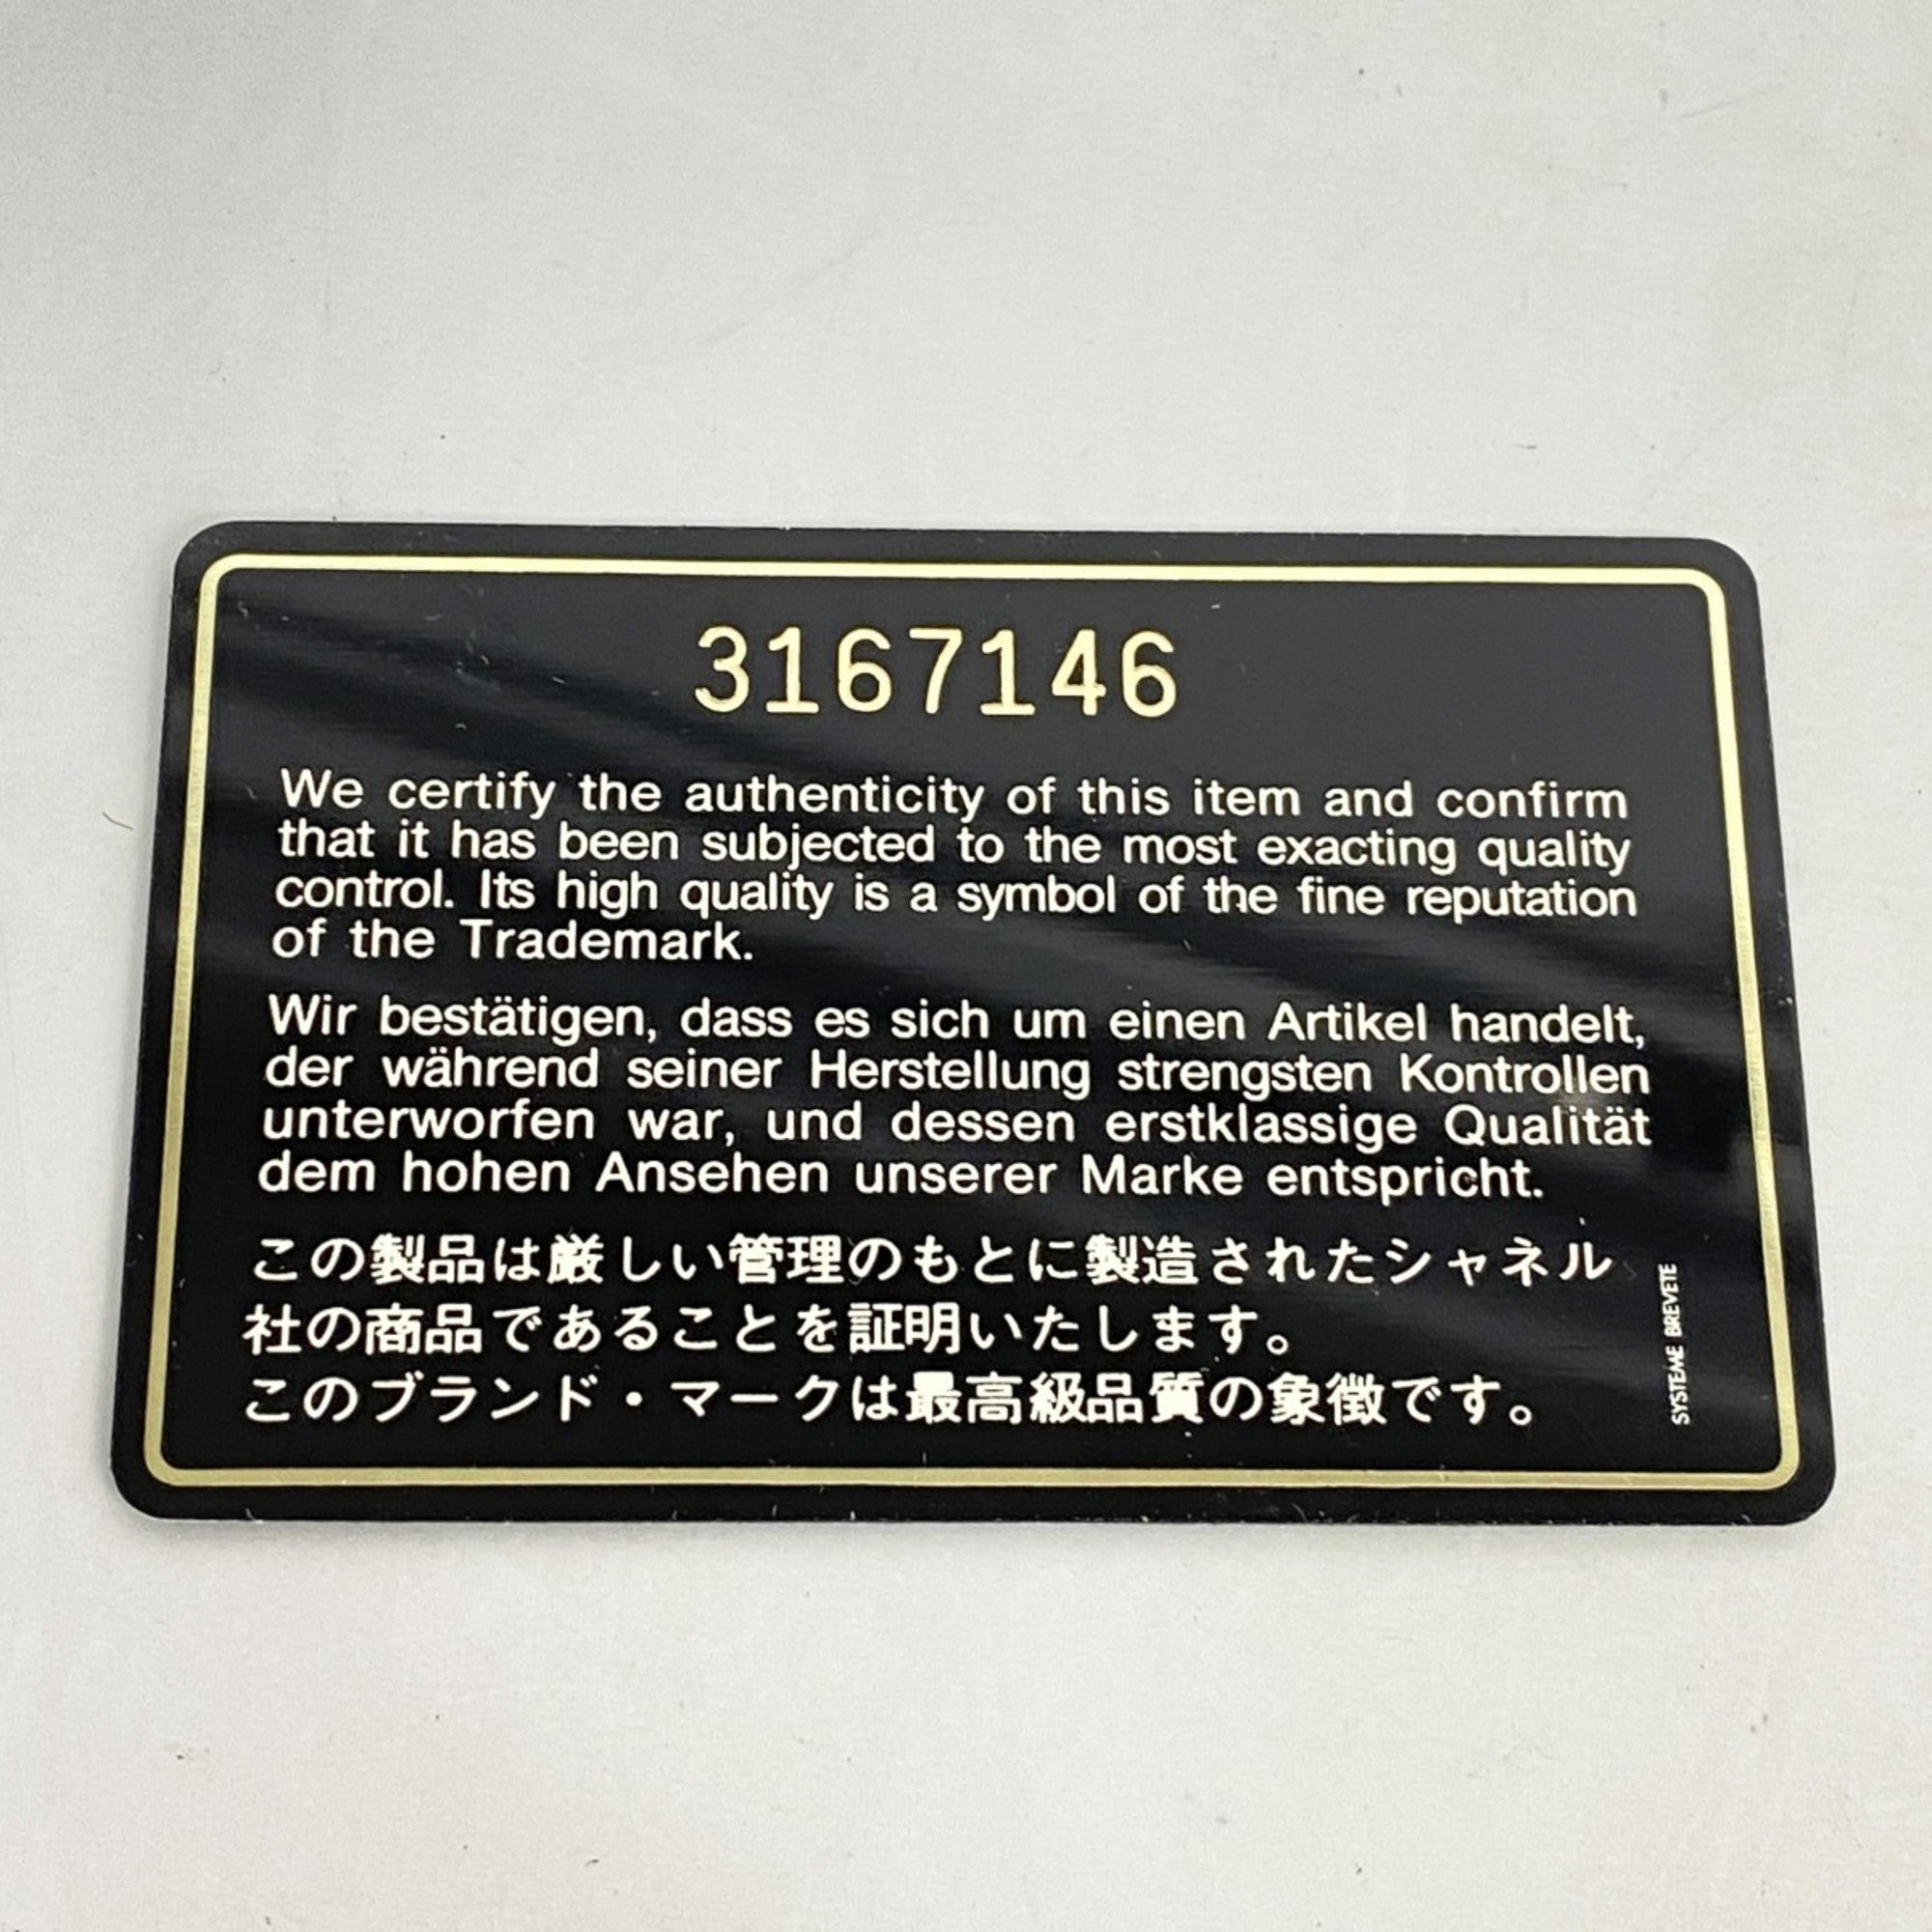 3167146
We certify the authenticity of this item and confirm
that it has been subjected to the most exacting quality
control. Its high quality is a symbol of the fine reputation
of the Trademark.
Wir bestätigen, dass es sich um einen Artikel handelt,
der während seiner Herstellung strengsten Kontrollen
unterworfen war, und dessen erstklassige Qualität
dem hohen Ansehen unserer Marke entspricht.
この製品は厳しい管理のもとに製造されたシャネル
社の商品であることを証明いたします。
このブランド・マークは最高級品質の象徴です。
SYSTEME BREVETE